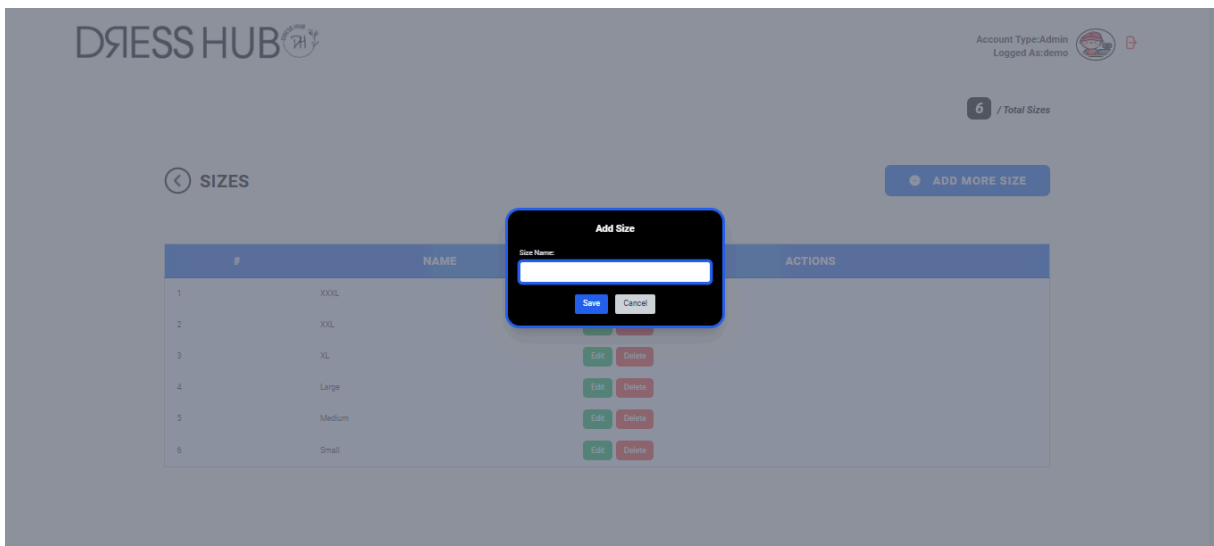 DRESS HUB
Account Type:Admin
Logged As:demo
6 / Total Sizes
SIZES
ADD MORE SIZE
Add Size
Size Name:
Save Cancel
# NAME ACTIONS
1 XXXL
2 XXL
3 XL Edit Delete
4 Large Edit Delete
5 Medium Edit Delete
6 Small Edit Delete